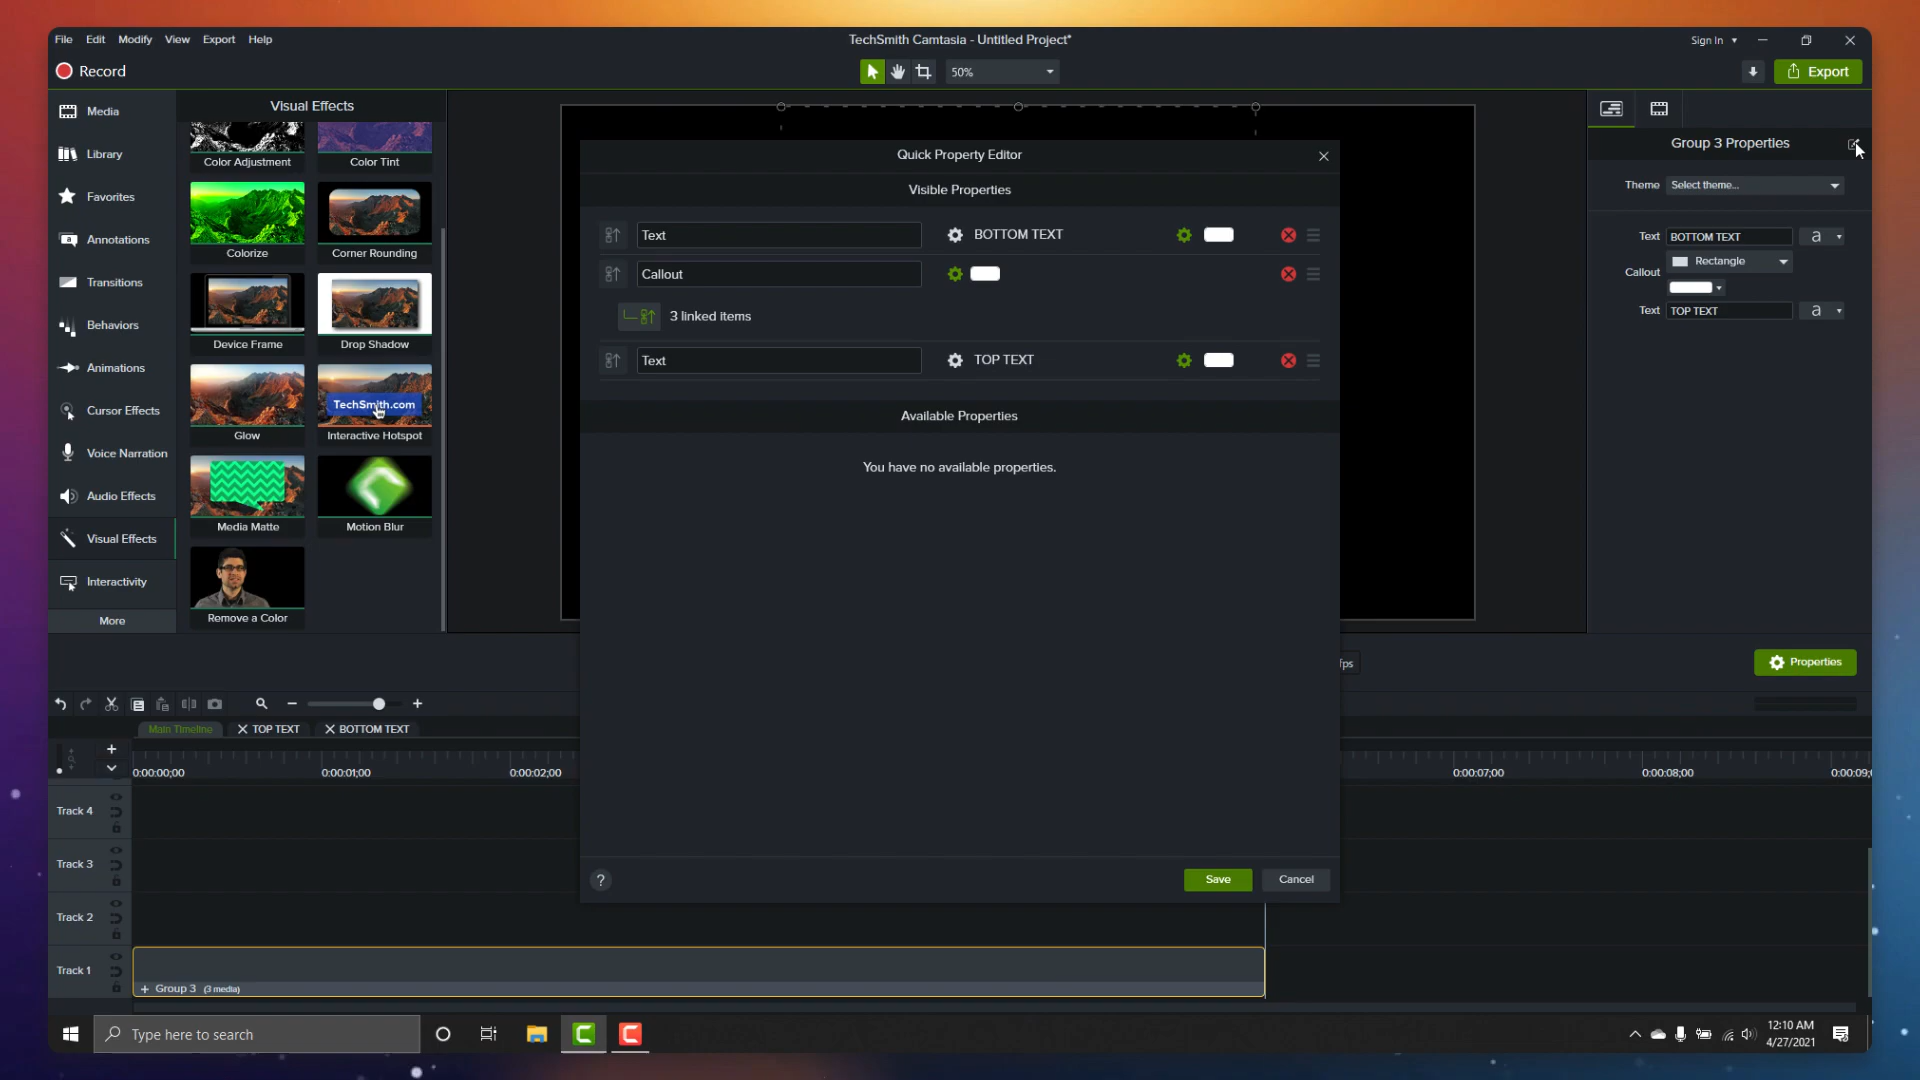 File Edit Modify View Export Help
TechSmith Camtasia - Untitled Project*
Sign In
Record
50%
Export
Media
Library
Favorites
Annotations
Transitions
Behaviors
Animations
Cursor Effects
Voice Narration
Audio Effects
Visual Effects
Interactivity
More
Visual Effects
Color Adjustment
Color Tint
Colorize
Corner Rounding
Device Frame
Drop Shadow
Glow
TechSmith.com
Interactive Hotspot
Media Matte
Motion Blur
Remove a Color
Quick Property Editor
Visible Properties
Text
BOTTOM TEXT
Callout
3 linked items
Text
TOP TEXT
Available Properties
You have no available properties.
?
Save
Cancel
Group 3 Properties
Theme Select theme...
Text BOTTOM TEXT a
Callout Rectangle
Text TOP TEXT a
fps
Properties
Main Timeline
TOP TEXT
BOTTOM TEXT
0:00:00;00
0:00:01;00
0:00:02;00
0:00:07;00
0:00:08;00
0:00:09;
Track 4
Track 3
Track 2
Track 1
+ Group 3 (3 media)
Type here to search
12:10 AM
4/27/2021